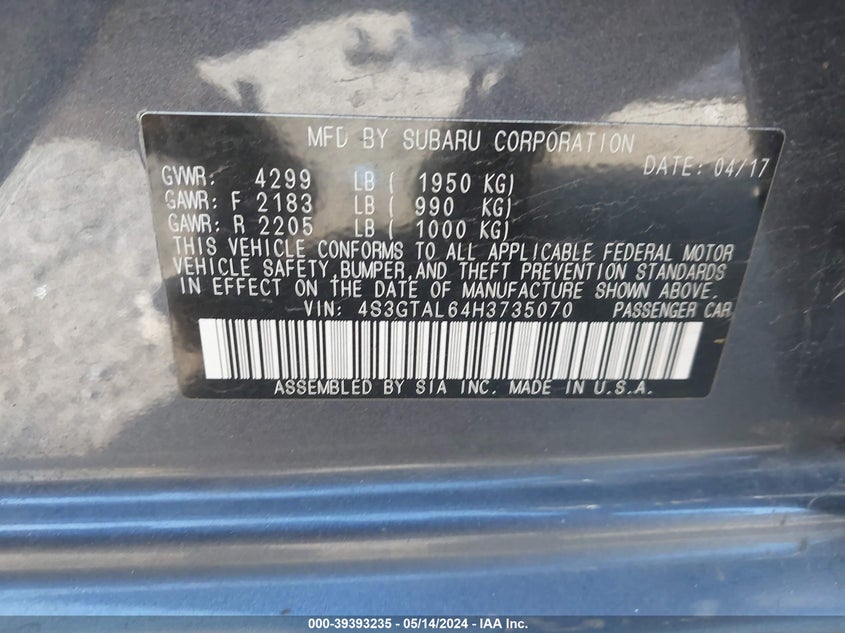 MFD BY SUBARU CORPORATION
DATE: 04/17
GVWR: 4299 LB ( 1950 KG)
GAWR: F 2183 LB ( 990 KG)
GAWR: R 2205 LB ( 1000 KG)
THIS VEHICLE CONFORMS TO ALL APPLICABLE FEDERAL MOTOR
VEHICLE SAFETY, BUMPER, AND THEFT PREVENTION STANDARDS
IN EFFECT ON THE DATE OF MANUFACTURE SHOWN ABOVE.
VIN: 4S3GTAL64H3735070 PASSENGER CAR
ASSEMBLED BY SIA INC. MADE IN U.S.A.
000-39393235 - 05/14/2024 - IAA Inc.